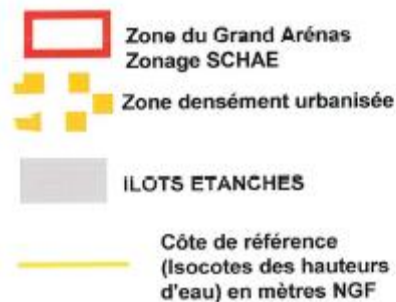 Zone du Grand Arénas
Zonage SCHAE
Zone densément urbanisée
ILOTS ETANCHES
Côte de référence
(Isocotes des hauteurs
d'eau) en mètres NGF